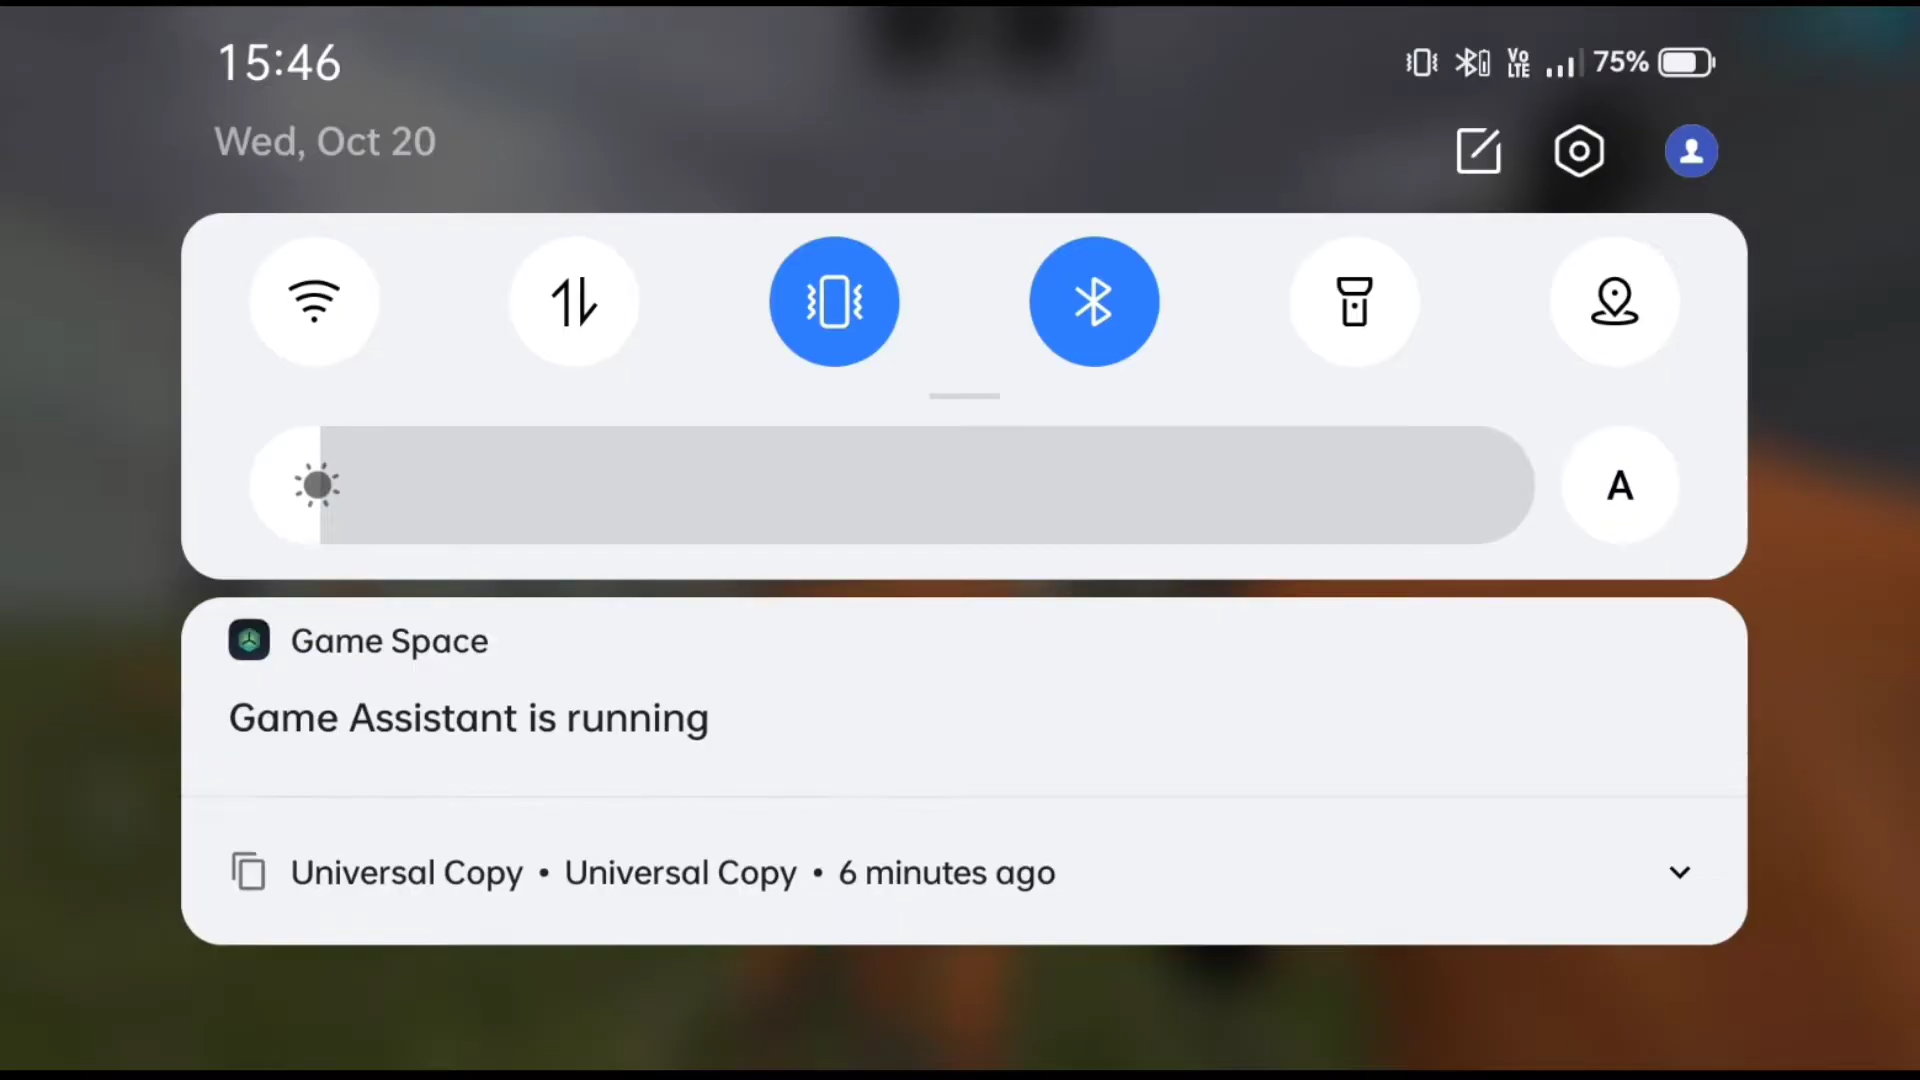 15:46
VoLTE 75%
Wed, Oct 20
A
Game Space
Game Assistant is running
Universal Copy • Universal Copy • 6 minutes ago